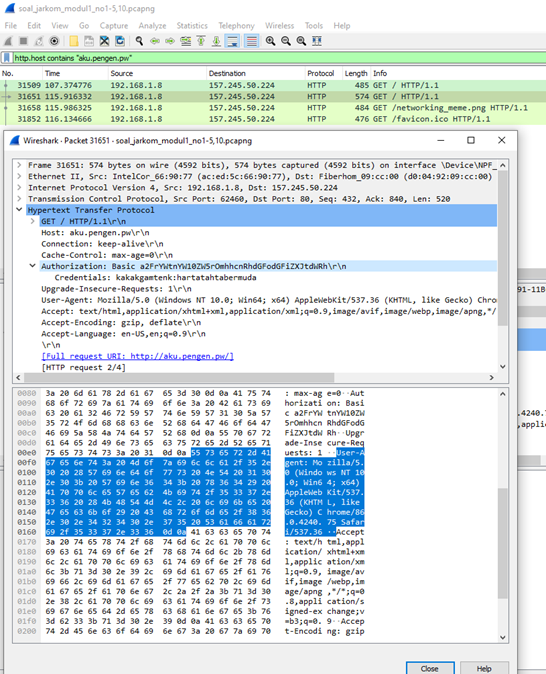 soal_jarkom_modul1_no1-5,10.pcapng
File Edit View Go Capture Analyze Statistics Telephony Wireless Tools Help
http.host contains "aku.pengen.pw"
No. Time Source Destination Protocol Length Info
31509 107.374776 192.168.1.8 157.245.50.224 HTTP 485 GET / HTTP/1.1
31651 115.916332 192.168.1.8 157.245.50.224 HTTP 574 GET / HTTP/1.1
31658 115.986325 192.168.1.8 157.245.50.224 HTTP 484 GET /networking_meme.png HTTP/1.1
31852 116.134666 192.168.1.8 157.245.50.224 HTTP 476 GET /favicon.ico HTTP/1.1
Wireshark · Packet 31651 · soal_jarkom_modul1_no1-5,10.pcapng
Frame 31651: 574 bytes on wire (4592 bits), 574 bytes captured (4592 bits) on interface \Device\NPF_
Ethernet II, Src: IntelCor_66:90:77 (ac:ed:5c:66:90:77), Dst: Fiberhom_09:cc:00 (d0:04:92:09:cc:00)
Internet Protocol Version 4, Src: 192.168.1.8, Dst: 157.245.50.224
Transmission Control Protocol, Src Port: 62460, Dst Port: 80, Seq: 432, Ack: 840, Len: 520
Hypertext Transfer Protocol
GET / HTTP/1.1\r\n
Host: aku.pengen.pw\r\n
Connection: keep-alive\r\n
Cache-Control: max-age=0\r\n
Authorization: Basic a2FrYWtnYW10ZW5rOmhhcnRhdGFodGFiZXJtdWRh\r\n
Credentials: kakakgamtenk:hartatahtabermuda
Upgrade-Insecure-Requests: 1\r\n
User-Agent: Mozilla/5.0 (Windows NT 10.0; Win64; x64) AppleWebKit/537.36 (KHTML, like Gecko) Chro
Accept: text/html,application/xhtml+xml,application/xml;q=0.9,image/avif,image/webp,image/apng,*/
Accept-Encoding: gzip, deflate\r\n
Accept-Language: en-US,en;q=0.9\r\n
\r\n
[Full request URI: http://aku.pengen.pw/]
[HTTP request 2/4]
0080 3a 20 6d 61 78 2d 61 67 65 3d 30 0d 0a 41 75 74 : max-ag e=0··Aut
0090 68 6f 72 69 7a 61 74 69 6f 6e 3a 20 42 61 73 69 horizati on: Basi
00a0 63 20 61 32 46 72 59 57 74 6e 59 57 31 30 5a 57 c a2FrYW tnYW10ZW
00b0 35 72 4f 6d 68 68 63 6e 52 68 64 47 46 6f 64 47 5rOmhhcn RhdGFodG
00c0 46 69 5a 58 4a 74 64 57 52 68 0d 0a 55 70 67 72 FiZXJtdW Rh··Upgr
00d0 61 64 65 2d 49 6e 73 65 63 75 72 65 2d 52 65 71 ade-Inse cure-Req
00e0 75 65 73 74 73 3a 20 31 0d 0a 55 73 65 72 2d 41 uests: 1 ··User-A
00f0 67 65 6e 74 3a 20 4d 6f 7a 69 6c 6c 61 2f 35 2e gent: Mo zilla/5.
0100 30 20 28 57 69 6e 64 6f 77 73 20 4e 54 20 31 30 0 (Windo ws NT 10
0110 2e 30 3b 20 57 69 6e 36 34 3b 20 78 36 34 29 20 .0; Win6 4; x64)
0120 41 70 70 6c 65 57 65 62 4b 69 74 2f 35 33 37 2e AppleWeb Kit/537.
0130 33 36 20 28 4b 48 54 4d 4c 2c 20 6c 69 6b 65 20 36 (KHTM L, like
0140 47 65 63 6b 6f 29 20 43 68 72 6f 6d 65 2f 38 36 Gecko) C hrome/86
0150 2e 30 2e 34 32 34 30 2e 37 35 20 53 61 66 61 72 .0.4240. 75 Safar
0160 69 2f 35 33 37 2e 33 36 0d 0a 41 63 63 65 70 74 i/537.36 ··Accept
0170 3a 20 74 65 78 74 2f 68 74 6d 6c 2c 61 70 70 6c : text/h tml,appl
0180 69 63 61 74 69 6f 6e 2f 78 68 74 6d 6c 2b 78 6d ication/ xhtml+xm
0190 6c 2c 61 70 70 6c 69 63 61 74 69 6f 6e 2f 78 6d l,applic ation/xm
01a0 6c 3b 71 3d 30 2e 39 2c 69 6d 61 67 65 2f 61 76 l;q=0.9, image/av
01b0 69 66 2c 69 6d 61 67 65 2f 77 65 62 70 2c 69 6d if,image /webp,im
01c0 61 67 65 2f 61 70 6e 67 2c 2a 2f 2a 3b 71 3d 30 age/apng ,*/*;q=0
01d0 2e 38 2c 61 70 70 6c 69 63 61 74 69 6f 6e 2f 73 .8,appli cation/s
01e0 69 67 6e 65 64 2d 65 78 63 68 61 6e 67 65 3b 76 igned-ex change;v
01f0 3d 62 33 3b 71 3d 30 2e 39 0d 0a 41 63 63 65 70 =b3;q=0. 9··Accep
0200 74 2d 45 6e 63 6f 64 69 6e 67 3a 20 67 7a 69 70 t-Encodi ng: gzip
Close Help